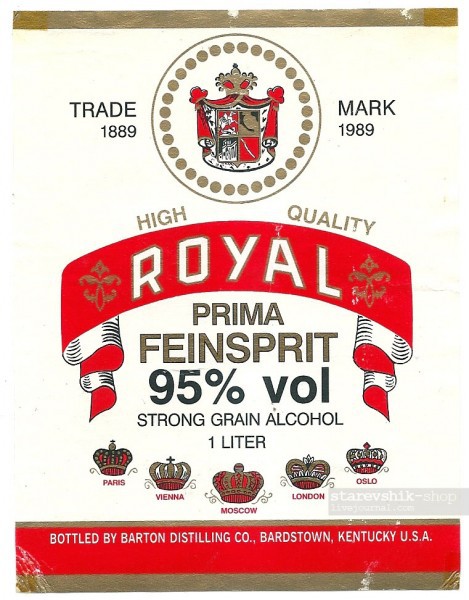 TRADE MARK
1889 1989
HIGH QUALITY
ROYAL
PRIMA
FEINSPRIT
95% vol
STRONG GRAIN ALCOHOL
1 LITER
PARIS VIENNA MOSCOW LONDON OSLO
starevshik-shop
livejournal.com
BOTTLED BY BARTON DISTILLING CO., BARDSTOWN, KENTUCKY U.S.A.